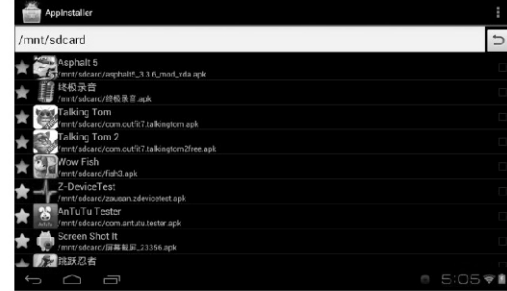 AppInstaller
/mnt/sdcard
Asphalt 5
/mnt/sdcard/asphalt5_3.3.6_mod_xda.apk
终极录音
/mnt/sdcard/终极录音.apk
Talking Tom
/mnt/sdcard/com.outfit7.talkingtom.apk
Talking Tom 2
/mnt/sdcard/com.outfit7.talkingtom2free.apk
Wow Fish
/mnt/sdcard/fish3.apk
Z-DeviceTest
/mnt/sdcard/zausan.zdevicetest.apk
AnTuTu Tester
/mnt/sdcard/com.antutu.tester.apk
Screen Shot It
/mnt/sdcard/屏幕截屏_23356.apk
跳跃忍者
5:05